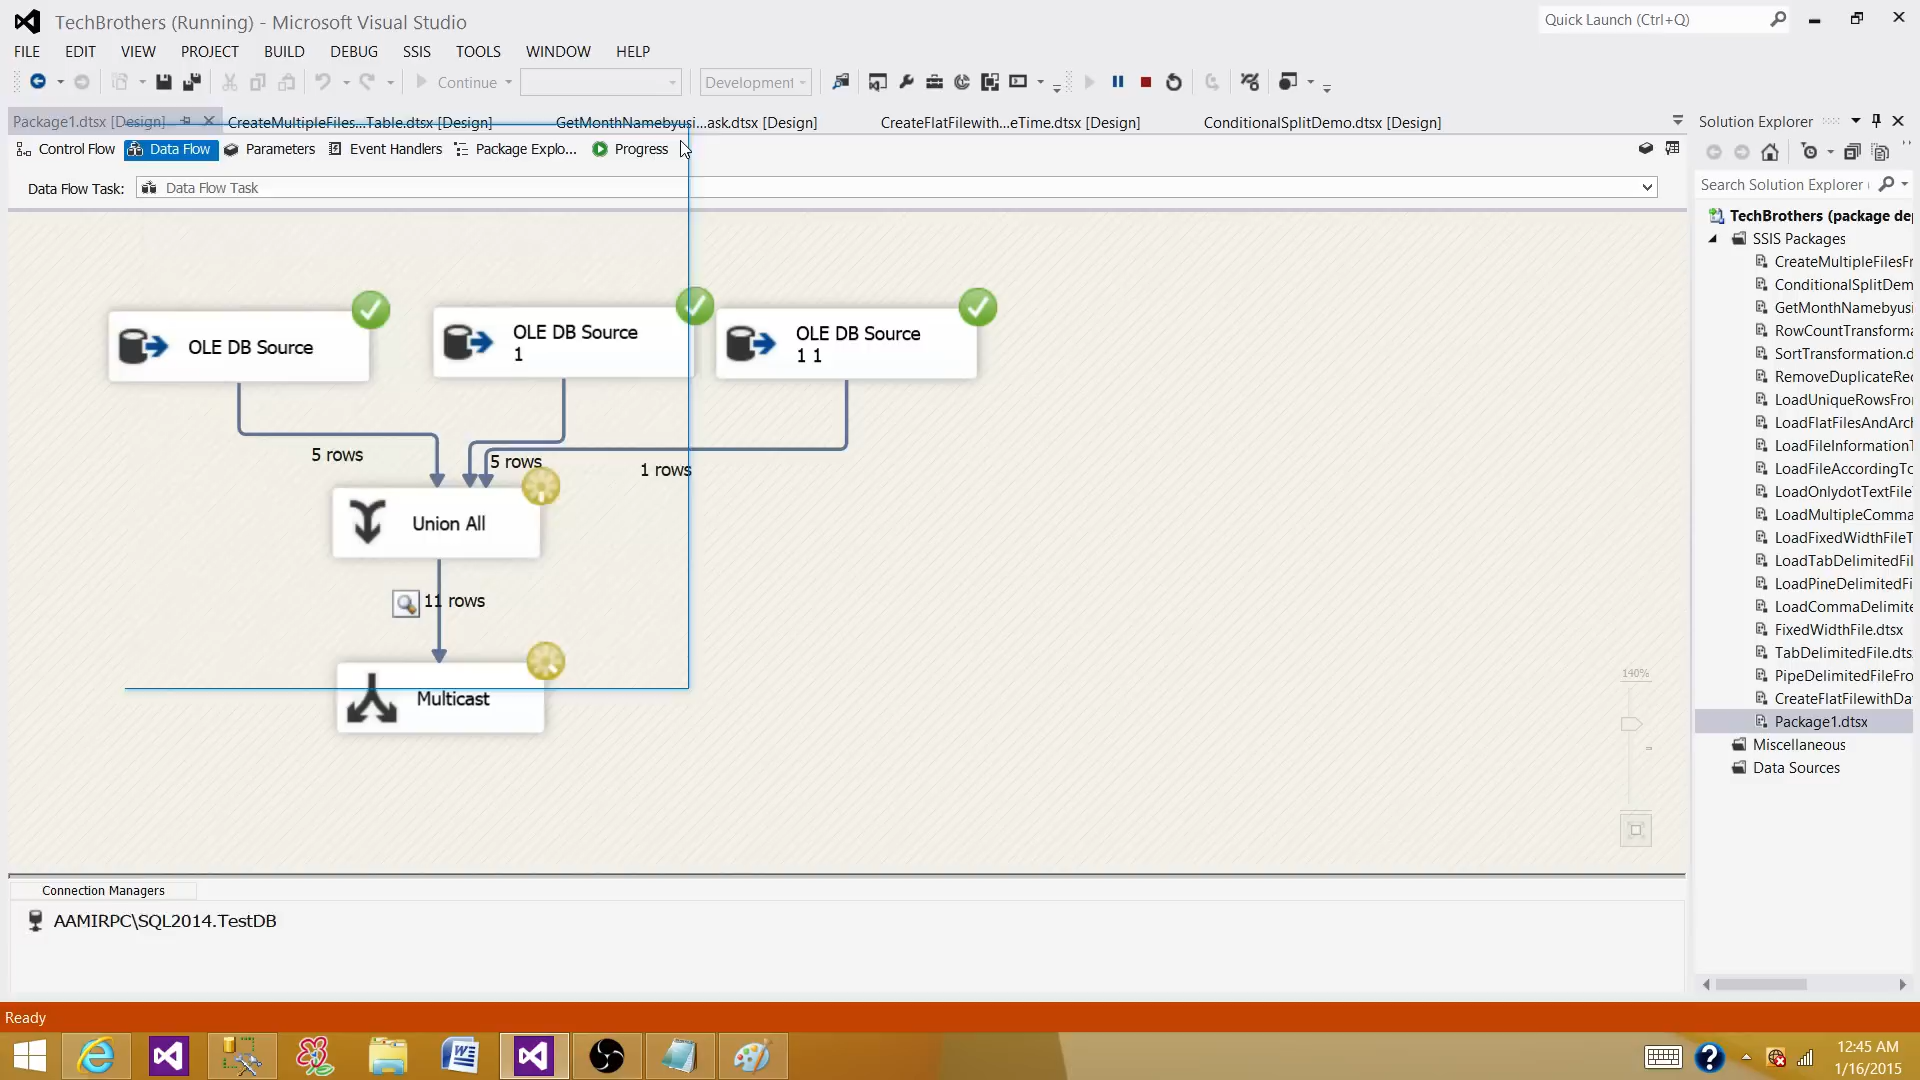 TechBrothers (Running) - Microsoft Visual Studio
Quick Launch (Ctrl+Q)
FILE EDIT VIEW PROJECT BUILD DEBUG SSIS TOOLS WINDOW HELP
Continue
Development
Package1.dtsx [Design] CreateMultipleFiles...Table.dtsx [Design] GetMonthNamebyusi...ask.dtsx [Design] CreateFlatFilewith...eTime.dtsx [Design] ConditionalSplitDemo.dtsx [Design]
Control Flow Data Flow Parameters Event Handlers Package Explo... Progress
Data Flow Task: Data Flow Task
OLE DB Source
OLE DB Source
1
OLE DB Source
1 1
5 rows
5 rows
1 rows
Union All
11 rows
Multicast
140%
Connection Managers
AAMIRPC\SQL2014.TestDB
Solution Explorer
Search Solution Explorer (
TechBrothers (package de
SSIS Packages
CreateMultipleFilesFr
ConditionalSplitDem
GetMonthNamebyusi
RowCountTransforma
SortTransformation.d
RemoveDuplicateRec
LoadUniqueRowsFror
LoadFlatFilesAndArch
LoadFileInformationT
LoadFileAccordingTo
LoadOnlydotTextFile
LoadMultipleComma
LoadFixedWidthFileT
LoadTabDelimitedFil
LoadPineDelimitedFi
LoadCommaDelimite
FixedWidthFile.dtsx
TabDelimitedFile.dts
PipeDelimitedFileFro
CreateFlatFilewithDa
Package1.dtsx
Miscellaneous
Data Sources
Ready
12:45 AM
1/16/2015